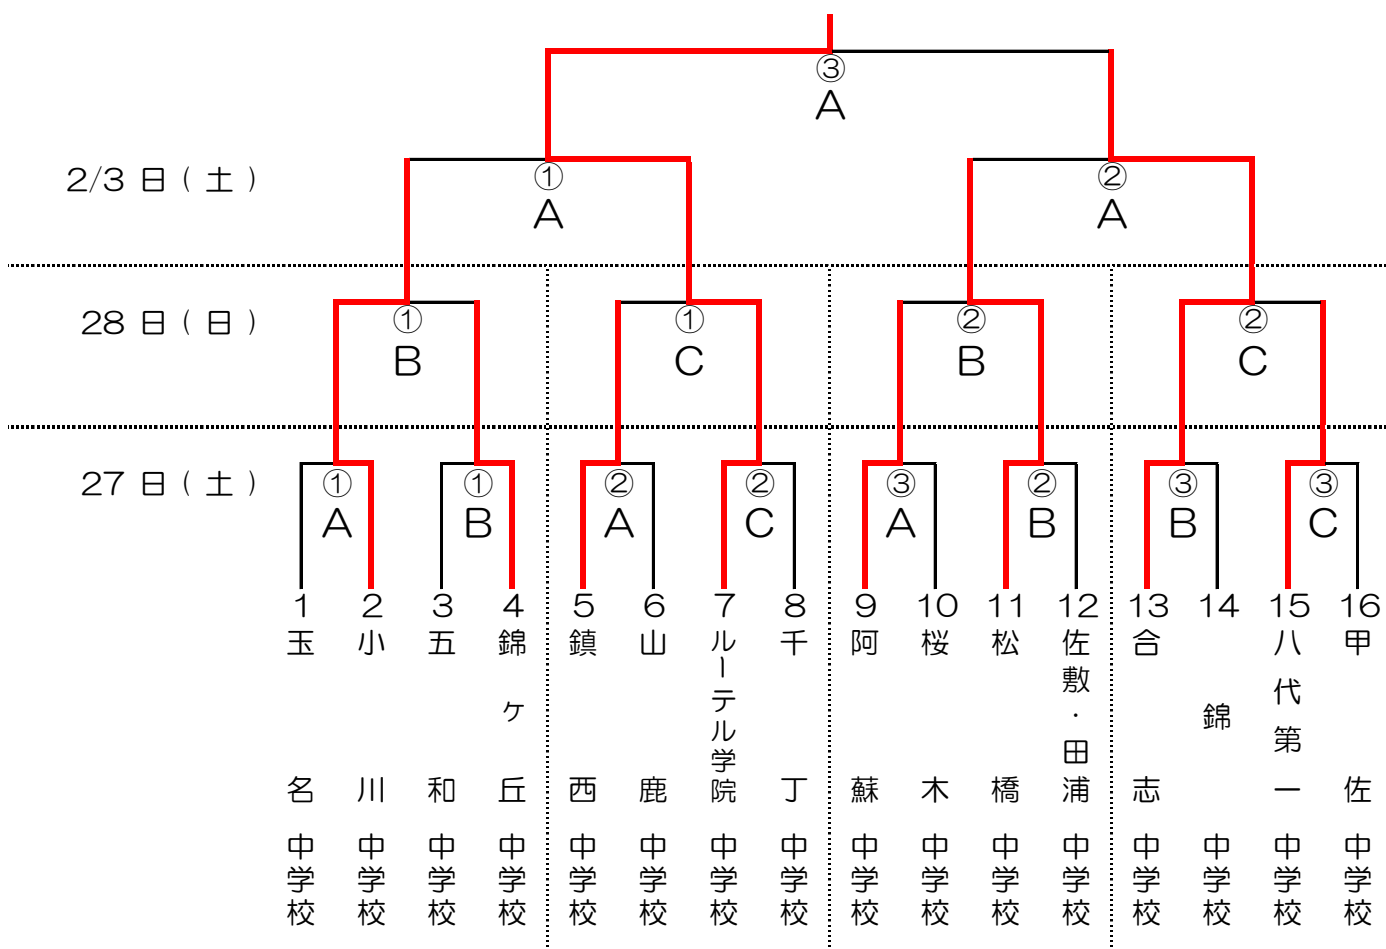 ③
A
2/3 日 ( 土 )
① ②
A A
28 日 ( 日 )
① ① ② ②
B C B C
27 日 ( 土 )
① ① ② ② ③ ② ③ ③
A B A C A B B C
1 玉名中学校
2 小川中学校
3 五和中学校
4 錦ヶ丘中学校
5 鎮西中学校
6 山鹿中学校
7 ルーテル学院中学校
8 千丁中学校
9 阿蘇中学校
10 桜木中学校
11 松橋中学校
12 佐敷・田浦中学校
13 合志中学校
14 錦中学校
15 八代第一中学校
16 甲佐中学校